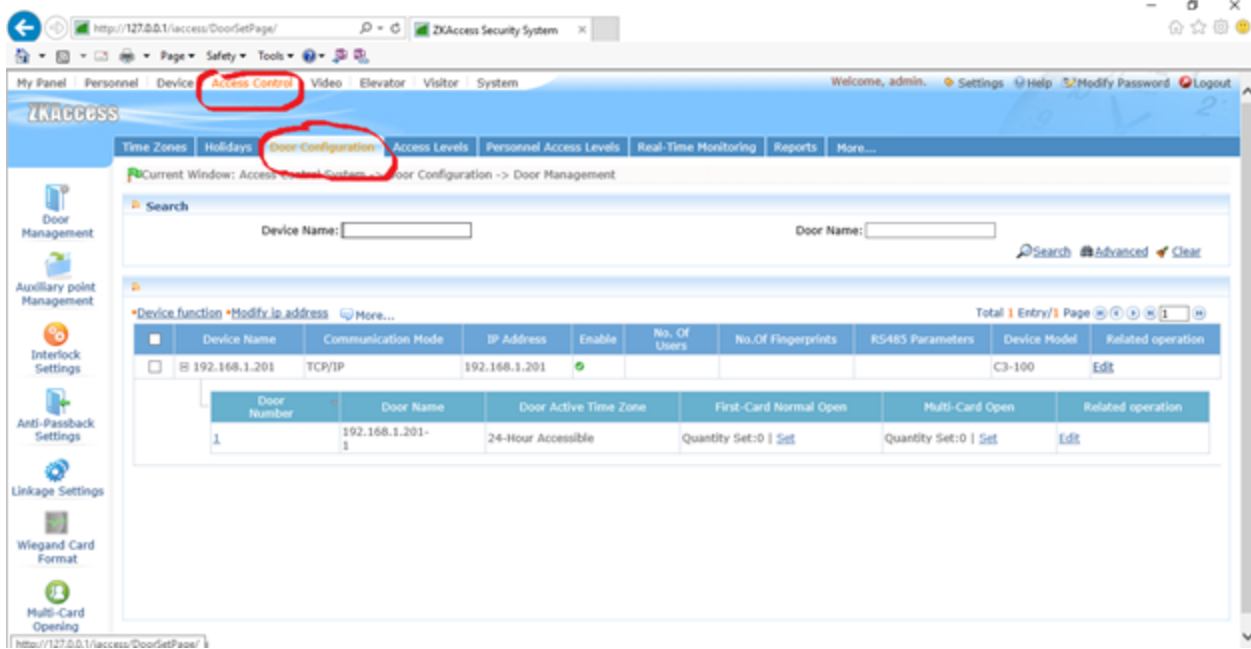 http://127.0.0.1/iaccess/DoorSetPage/
ZKAccess Security System
Page Safety Tools
My Panel Personnel Device Access Control Video Elevator Visitor System Welcome, admin. Settings Help Modify Password Logout
ZKAccess
Time Zones Holidays Door Configuration Access Levels Personnel Access Levels Real-Time Monitoring Reports More...
Current Window: Access Control System -> Door Configuration -> Door Management
Door
Management
Auxiliary point
Management
Interlock
Settings
Anti-Passback
Settings
Linkage Settings
Wiegand Card
Format
Multi-Card
Opening
Search
Device Name: Door Name:
Search Advanced Clear
Device function Modify ip address More... Total 1 Entry/1 Page 1
Device Name Communication Mode IP Address Enable No. Of Users No.Of Fingerprints RS485 Parameters Device Model Related operation
192.168.1.201 TCP/IP 192.168.1.201 C3-100 Edit
Door Number Door Name Door Active Time Zone First-Card Normal Open Multi-Card Open Related operation
1 192.168.1.201-1 24-Hour Accessible Quantity Set:0 | Set Quantity Set:0 | Set Edit
http://127.0.0.1/iaccess/DoorSetPage/